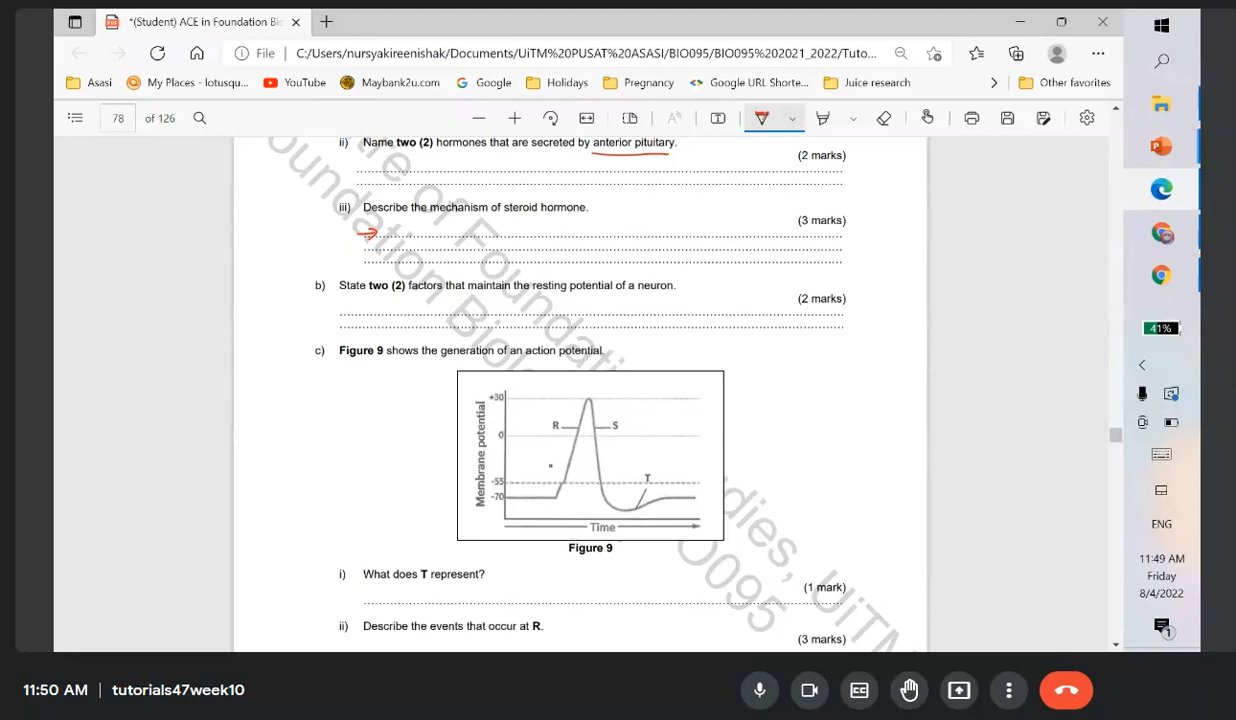 *(Student) ACE in Foundation Bio
File C:/Users/nursyakireenishak/Documents/UiTM%20PUSAT%20ASASI/BIO095/BIO095%202021_2022/Tuto...
Asasi My Places - lotusqu... YouTube Maybank2u.com Google Holidays Pregnancy Google URL Shorte... Juice research Other favorites
78 of 126
ii) Name two (2) hormones that are secreted by anterior pituitary.
(2 marks)
iii) Describe the mechanism of steroid hormone.
(3 marks)
b) State two (2) factors that maintain the resting potential of a neuron.
(2 marks)
c) Figure 9 shows the generation of an action potential.
Membrane potential
+30
R S
0
T
-55
-70
Time
Figure 9
i) What does T represent?
(1 mark)
ii) Describe the events that occur at R.
(3 marks)
41%
ENG
11:49 AM
Friday
8/4/2022
1
11:50 AM | tutorials47week10